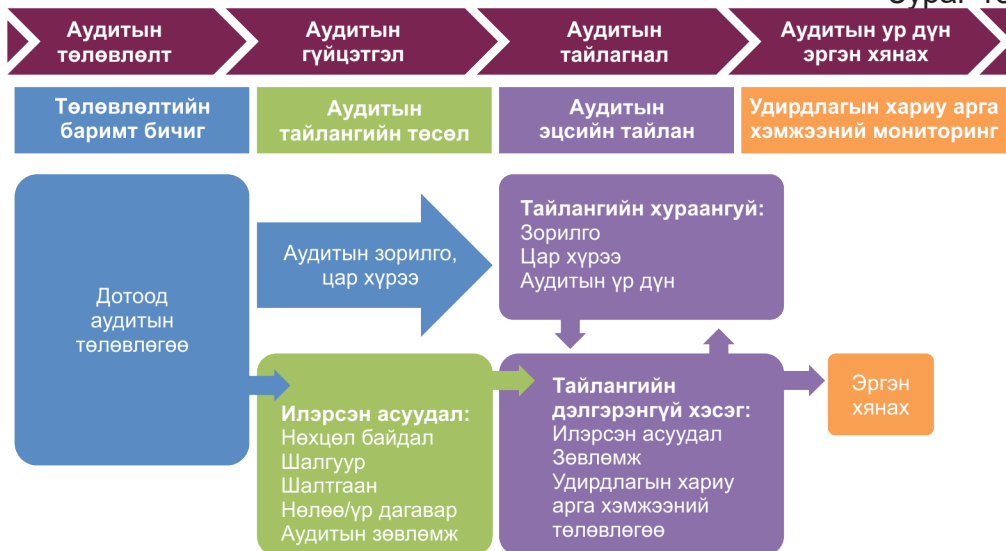 Аудитын
төлөвлөлт
Аудитын
гүйцэтгэл
Аудитын
тайлагнал
Аудитын ур дүн
эргэн хянах
Төлөвлөлтийн
баримт бичиг
Аудитын
тайлангийн төсөл
Аудитын
эцсийн тайлан
Удирдлагын хариу арга
хэмжээний мониторинг
Дотоод
аудитын
төлөвлөгөө
Аудитын зорилго,
цар хүрээ
Тайлангийн хураангуй:
Зорилго
Цар хүрээ
Аудитын үр дүн
Илэрсэн асуудал:
Нөхцөл байдал
Шалгуур
Шалтгаан
Нөлөө/үр дагавар
Аудитын зөвлөмж
Тайлангийн
дэлгэрэнгүй хэсэг:
Илэрсэн асуудал
Зөвлөмж
Удирдлагын хариу
арга хэмжээний
төлөвлөгөө
Эргэн
хянах